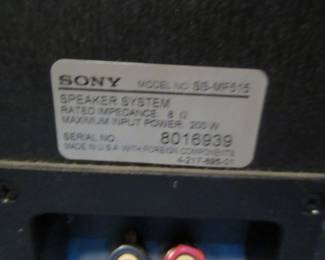 SONY MODEL NO. SS-MF515
SPEAKER SYSTEM
RATED IMPEDANCE: 8 Ω
MAXIMUM INPUT POWER: 200 W
SERIAL NO. 8016939
MADE IN U.S.A. WITH FOREIGN COMPONENTS
4-217-695-01